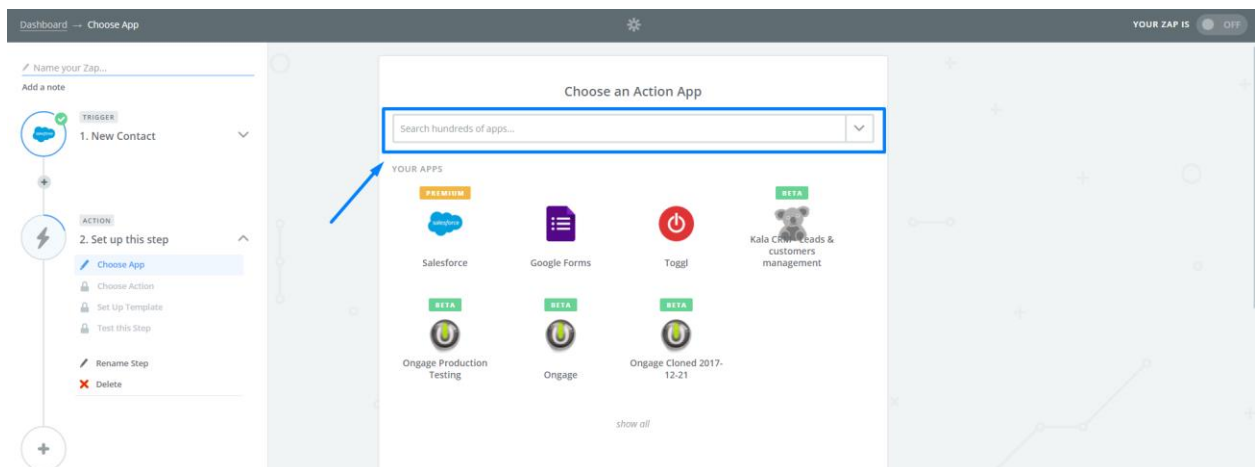 Dashboard → Choose App
YOUR ZAP IS OFF
Name your Zap...
Add a note
TRIGGER
1. New Contact
ACTION
2. Set up this step
Choose App
Choose Action
Set Up Template
Test this Step
Rename Step
Delete
Choose an Action App
Search hundreds of apps...
YOUR APPS
PREMIUM
salesforce
Salesforce
Google Forms
Toggl
BETA
Kala CRM - Leads &
customers
management
BETA
Ongage Production
Testing
BETA
Ongage
BETA
Ongage Cloned 2017-
12-21
show all